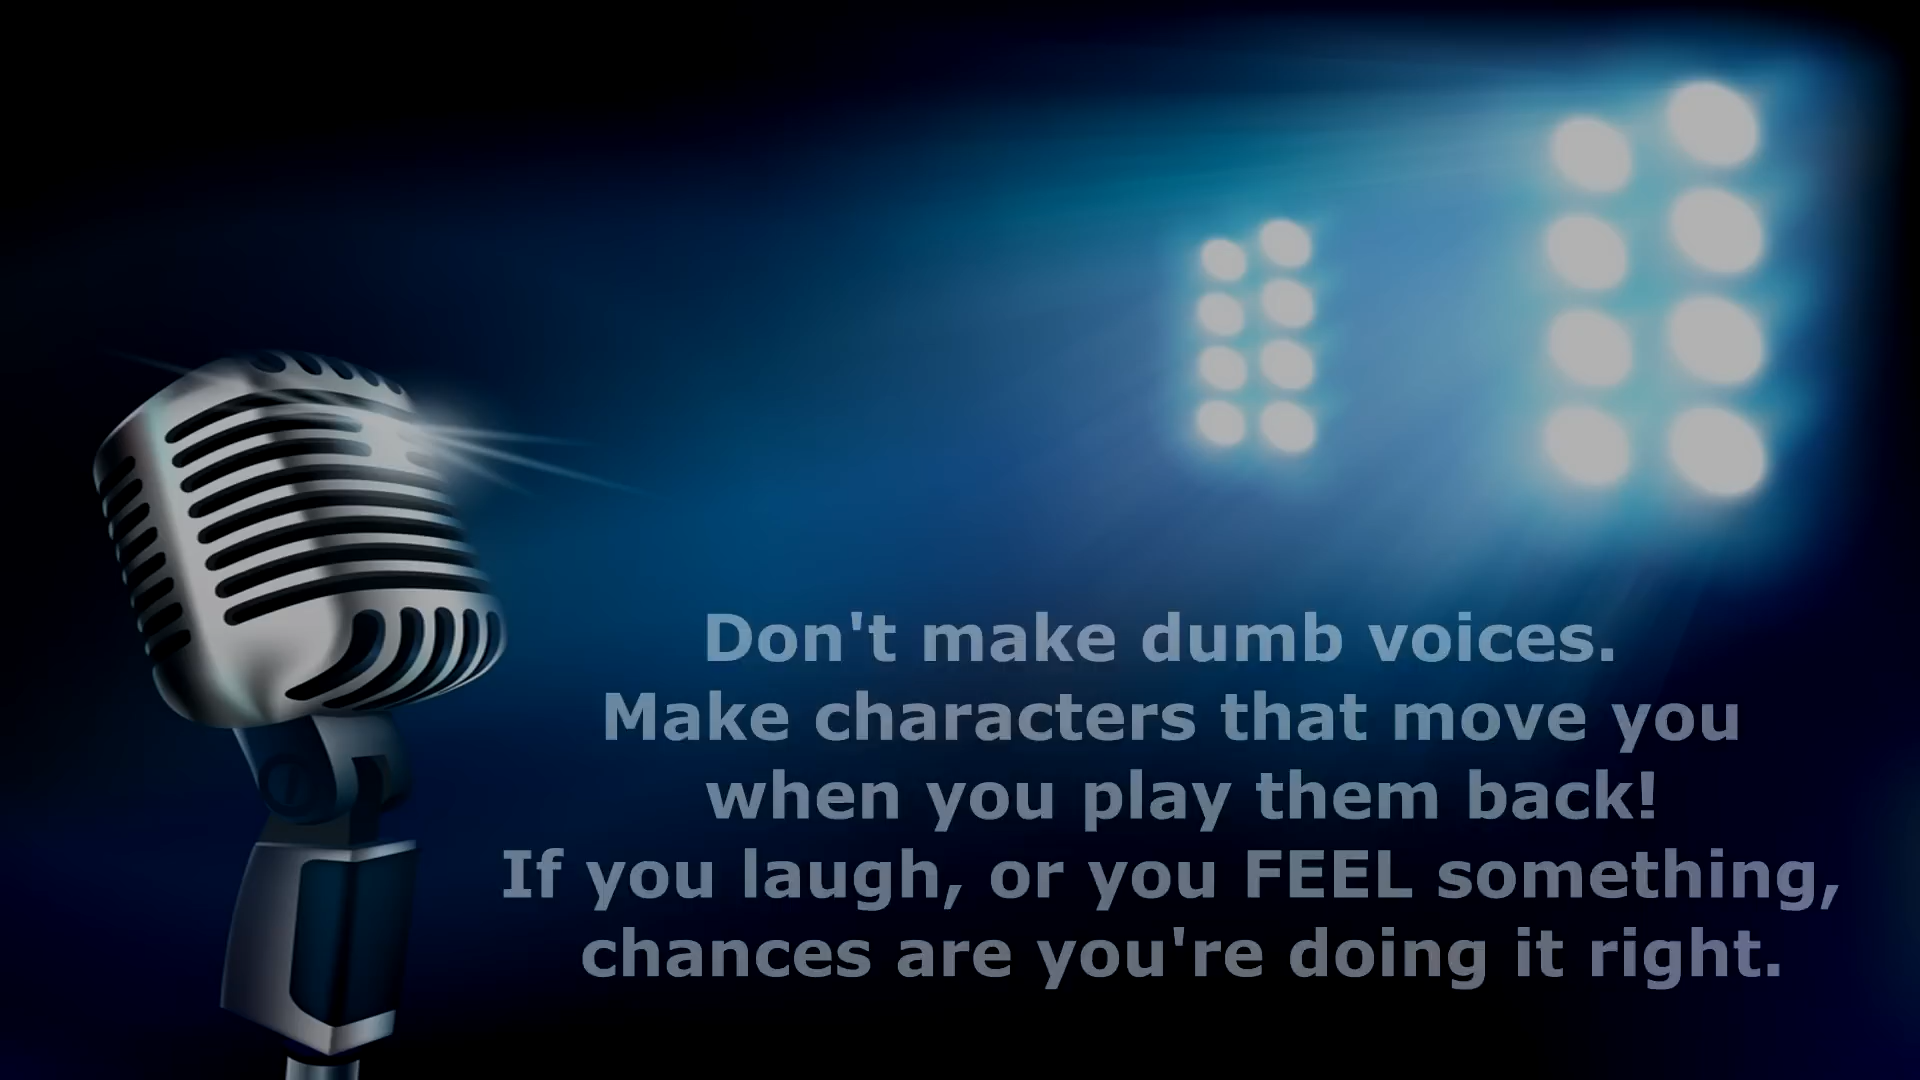 Don't make dumb voices.
Make characters that move you
when you play them back!
If you laugh, or you FEEL something,
chances are you're doing it right.